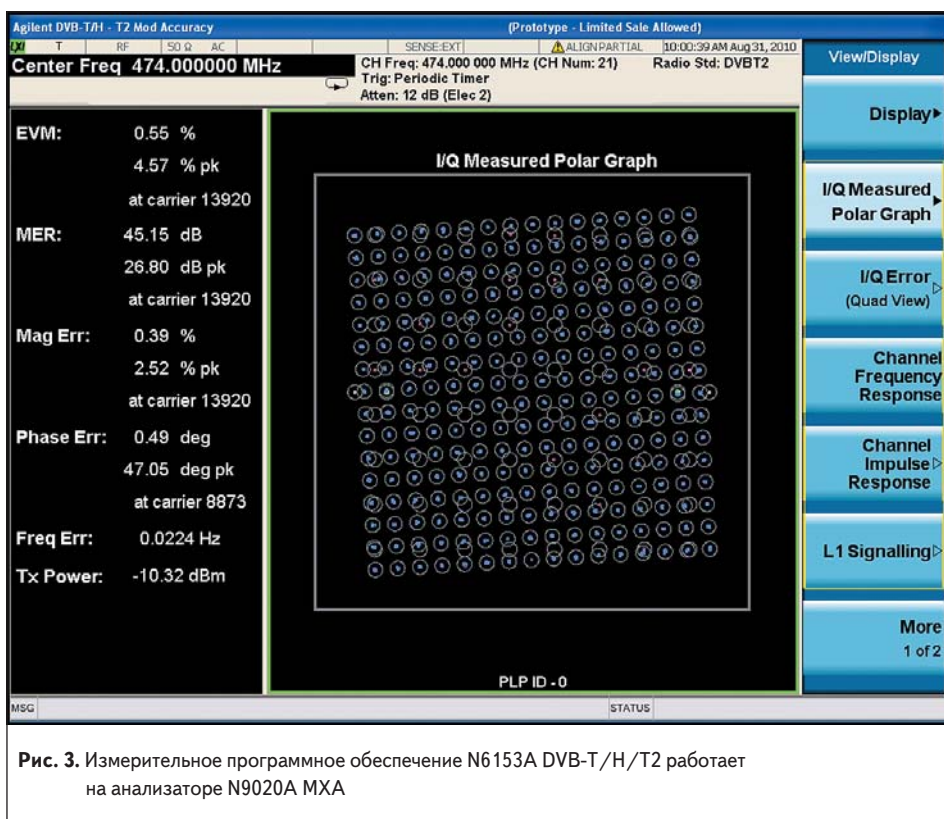 Agilent DVB-T/H - T2 Mod Accuracy (Prototype - Limited Sale Allowed)
LXI T RF 50 Ω AC SENSE:EXT ALIGN PARTIAL 10:00:39 AM Aug 31, 2010
Center Freq 474.000000 MHz
CH Freq: 474.000 000 MHz (CH Num: 21) Radio Std: DVBT2
Trig: Periodic Timer
Atten: 12 dB (Elec 2)
EVM: 0.55 %
4.57 % pk
at carrier 13920
MER: 45.15 dB
26.80 dB pk
at carrier 13920
Mag Err: 0.39 %
2.52 % pk
at carrier 13920
Phase Err: 0.49 deg
47.05 deg pk
at carrier 8873
Freq Err: 0.0224 Hz
Tx Power: -10.32 dBm
I/Q Measured Polar Graph
PLP ID - 0
View/Display
Display
I/Q Measured
Polar Graph
I/Q Error
(Quad View)
Channel
Frequency
Response
Channel
Impulse
Response
L1 Signalling
More
1 of 2
MSG STATUS
Рис. 3. Измерительное программное обеспечение N6153A DVB-T/H/T2 работает
на анализаторе N9020A MXA